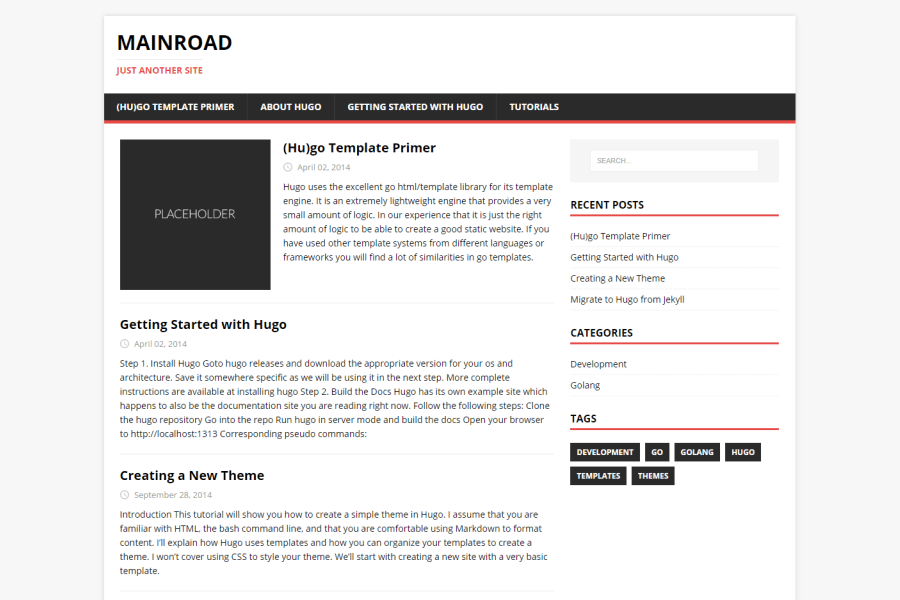 MAINROAD
JUST ANOTHER SITE
(HU)GO TEMPLATE PRIMER ABOUT HUGO GETTING STARTED WITH HUGO TUTORIALS
PLACEHOLDER
(Hu)go Template Primer
April 02, 2014
Hugo uses the excellent go html/template library for its template
engine. It is an extremely lightweight engine that provides a very
small amount of logic. In our experience that it is just the right
amount of logic to be able to create a good static website. If you
have used other template systems from different languages or
frameworks you will find a lot of similarities in go templates.
Getting Started with Hugo
April 02, 2014
Step 1. Install Hugo Goto hugo releases and download the appropriate version for your os and
architecture. Save it somewhere specific as we will be using it in the next step. More complete
instructions are available at installing hugo Step 2. Build the Docs Hugo has its own example site which
happens to also be the documentation site you are reading right now. Follow the following steps: Clone
the hugo repository Go into the repo Run hugo in server mode and build the docs Open your browser
to http://localhost:1313 Corresponding pseudo commands:
Creating a New Theme
September 28, 2014
Introduction This tutorial will show you how to create a simple theme in Hugo. I assume that you are
familiar with HTML, the bash command line, and that you are comfortable using Markdown to format
content. I'll explain how Hugo uses templates and how you can organize your templates to create a
theme. I won't cover using CSS to style your theme. We'll start with creating a new site with a very basic
template.
SEARCH...
RECENT POSTS
(Hu)go Template Primer
Getting Started with Hugo
Creating a New Theme
Migrate to Hugo from Jekyll
CATEGORIES
Development
Golang
TAGS
DEVELOPMENT GO GOLANG HUGO
TEMPLATES THEMES